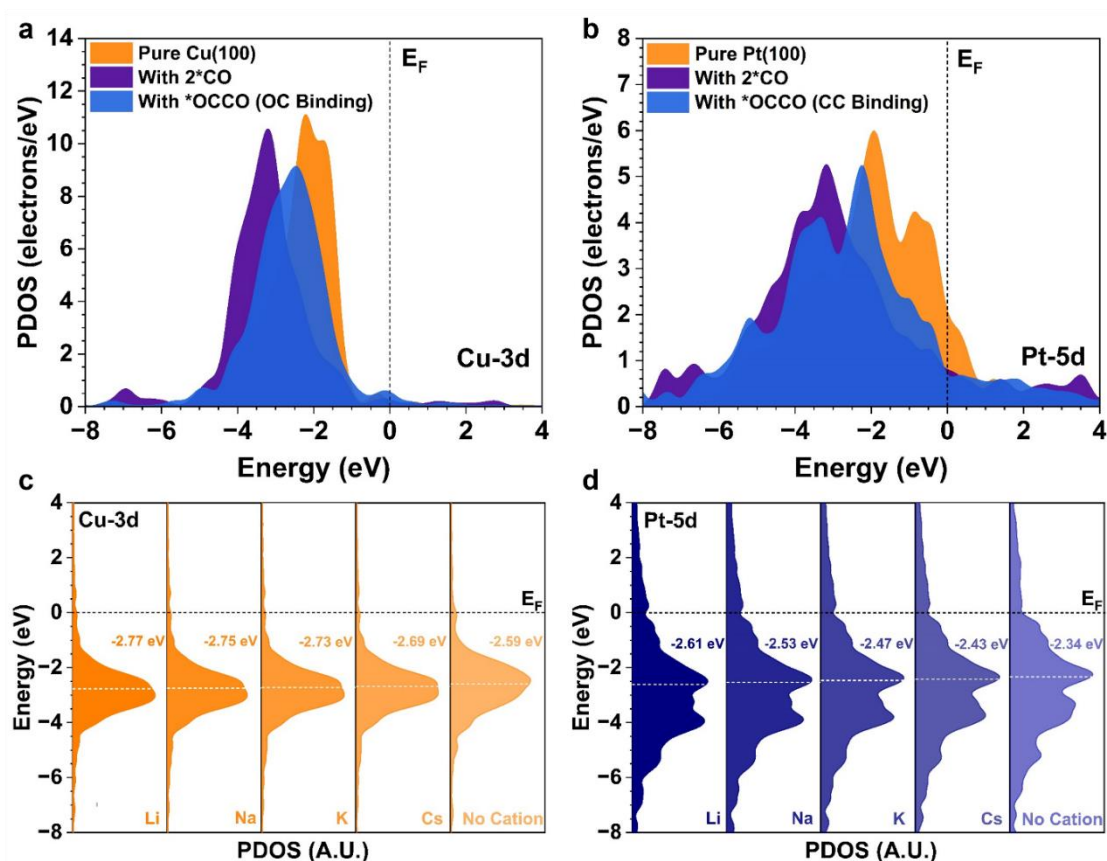 a
14
12
10
8
6
4
2
0
PDOS (electrons/eV)
Pure Cu(100)
With 2*CO
With *OCCO (OC Binding)
E_F
Cu-3d
−8 −6 −4 −2 0 2 4
Energy (eV)
b
8
7
6
5
4
3
2
1
0
PDOS (electrons/eV)
Pure Pt(100)
With 2*CO
With *OCCO (CC Binding)
E_F
Pt-5d
−8 −6 −4 −2 0 2 4
Energy (eV)
c
4
2
0
−2
−4
−6
−8
Energy (eV)
Cu-3d
E_F
-2.77 eV -2.75 eV -2.73 eV -2.69 eV -2.59 eV
Li Na K Cs No Cation
PDOS (A.U.)
d
4
2
0
−2
−4
−6
−8
Energy (eV)
Pt-5d
E_F
-2.61 eV -2.53 eV -2.47 eV -2.43 eV -2.34 eV
Li Na K Cs No Cation
PDOS (A.U.)